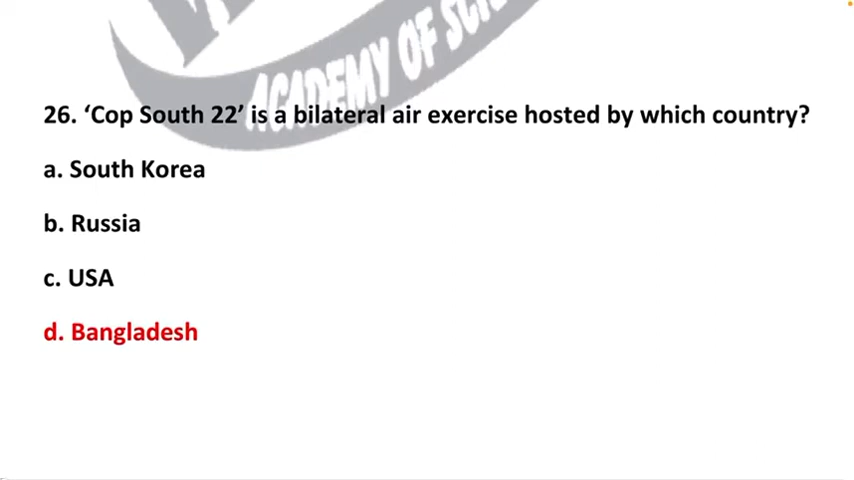 ACADEMY OF
26. ‘Cop South 22’ is a bilateral air exercise hosted by which country?
a. South Korea
b. Russia
c. USA
d. Bangladesh